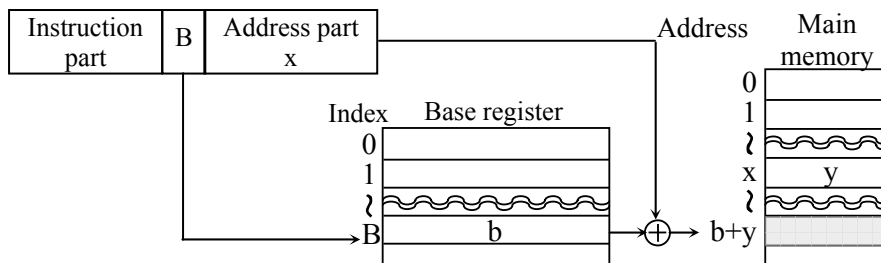 Instruction part
B
Address part
x
Address
Main
memory
Index
Base register
0
1
~
B
b
0
1
~
x
y
~
b+y